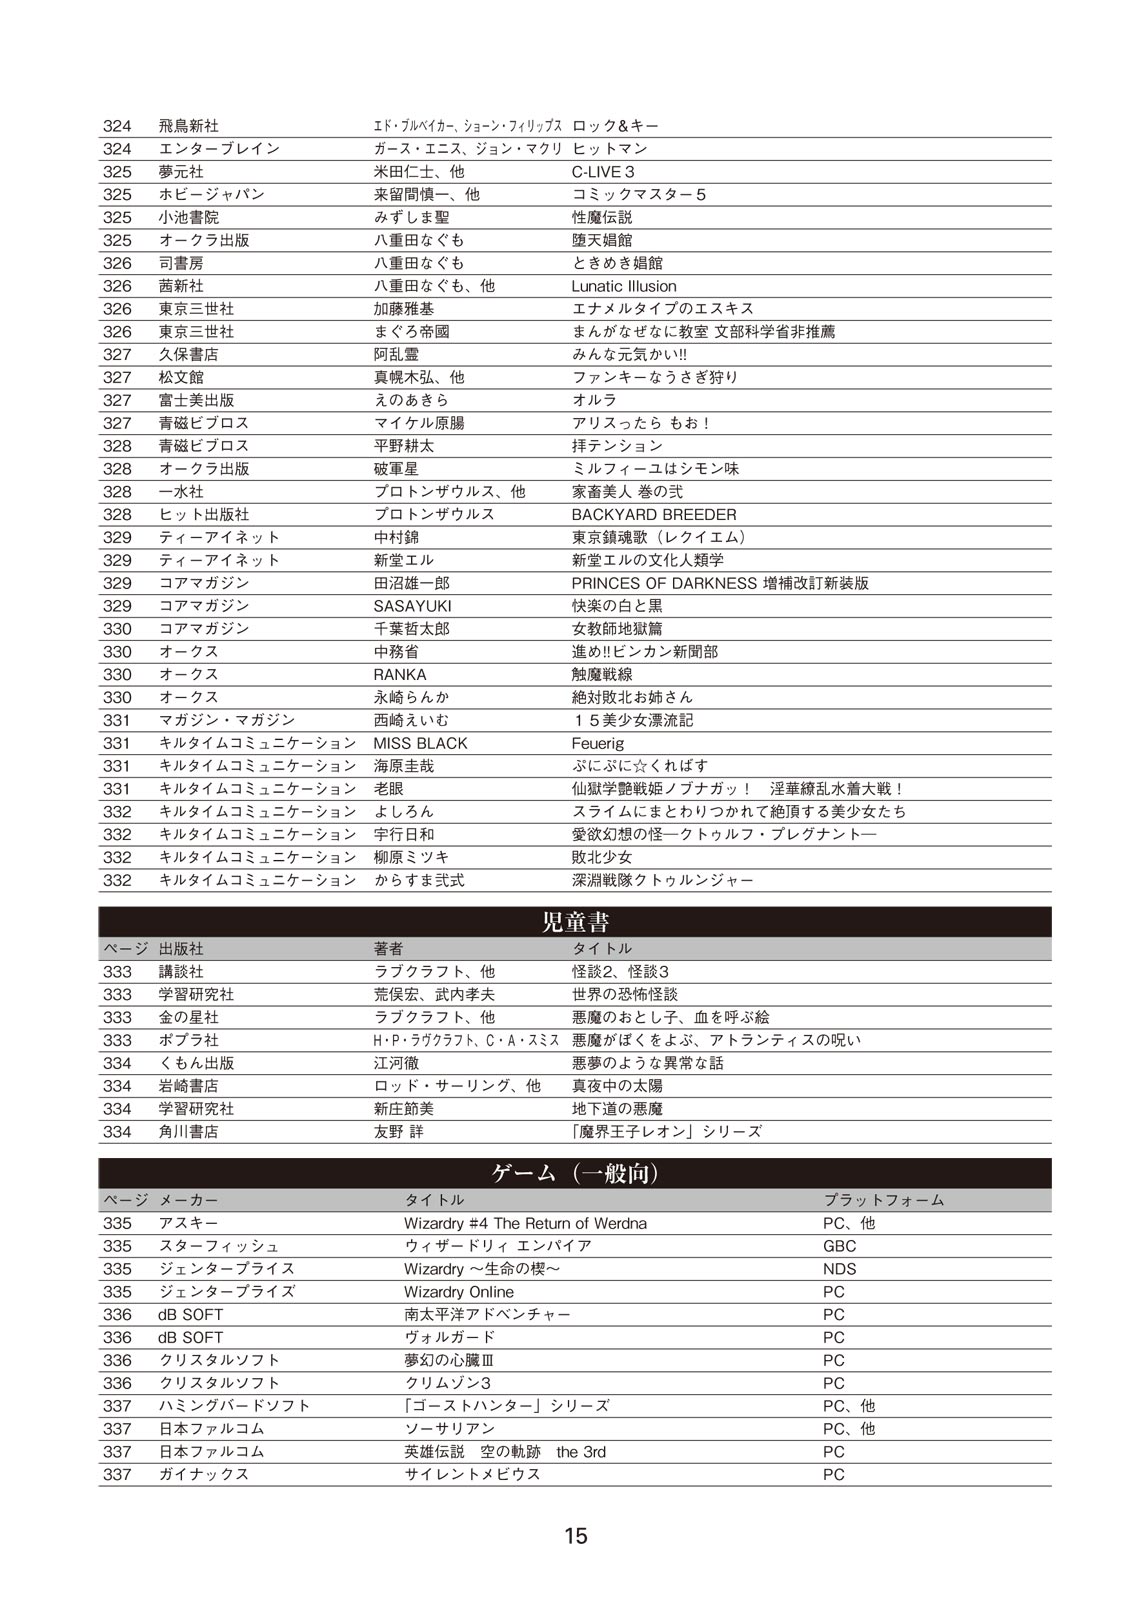 324 飛鳥新社 エド・ブルベイカー、ショーン・フィリップス ロック&キー
324 エンターブレイン ガース・エニス、ジョン・マクリ ヒットマン
325 夢元社 米田仁士、他 C-LIVE 3
325 ホビージャパン 来留間慎一、他 コミックマスター5
325 小池書院 みずしま聖 性魔伝説
325 オークラ出版 八重田なぐも 堕天娼館
326 司書房 八重田なぐも ときめき娼館
326 茜新社 八重田なぐも、他 Lunatic Illusion
326 東京三世社 加藤雅基 エナメルタイプのエスキス
326 東京三世社 まぐろ帝國 まんがなぜなに教室 文部科学省非推薦
327 久保書店 阿乱霊 みんな元気かい!!
327 松文館 真幌木弘、他 ファンキーなうさぎ狩り
327 富士美出版 えのあきら オルラ
327 青磁ビブロス マイケル原腸 アリスったら もお！
328 青磁ビブロス 平野耕太 拝テンション
328 オークラ出版 破軍星 ミルフィーユはシモン味
328 一水社 プロトンザウルス、他 家畜美人 巻の弐
328 ヒット出版社 プロトンザウルス BACKYARD BREEDER
329 ティーアイネット 中村錦 東京鎮魂歌（レクイエム）
329 ティーアイネット 新堂エル 新堂エルの文化人類学
329 コアマガジン 田沼雄一郎 PRINCES OF DARKNESS 増補改訂新装版
329 コアマガジン SASAYUKI 快楽の白と黒
330 コアマガジン 千葉哲太郎 女教師地獄篇
330 オークス 中務省 進め!!ビンカン新聞部
330 オークス RANKA 触魔戦線
330 オークス 永崎らんか 絶対敗北お姉さん
331 マガジン・マガジン 西崎えいむ １５美少女漂流記
331 キルタイムコミュニケーション MISS BLACK Feuerig
331 キルタイムコミュニケーション 海原圭哉 ぷにぷに☆くればす
331 キルタイムコミュニケーション 老眼 仙獄学艶戦姫ノブナガッ！　淫華繚乱水着大戦！
332 キルタイムコミュニケーション よしろん スライムにまとわりつかれて絶頂する美少女たち
332 キルタイムコミュニケーション 宇行日和 愛欲幻想の怪―クトゥルフ・プレグナント―
332 キルタイムコミュニケーション 柳原ミツキ 敗北少女
332 キルタイムコミュニケーション からすま弐式 深淵戦隊クトゥルンジャー
児童書
ページ 出版社 著者 タイトル
333 講談社 ラブクラフト、他 怪談2、怪談3
333 学習研究社 荒俣宏、武内孝夫 世界の恐怖怪談
333 金の星社 ラブクラフト、他 悪魔のおとし子、血を呼ぶ絵
333 ポプラ社 H・P・ラヴクラフト、C・A・スミス 悪魔がぼくをよぶ、アトランティスの呪い
334 くもん出版 江河徹 悪夢のような異常な話
334 岩崎書店 ロッド・サーリング、他 真夜中の太陽
334 学習研究社 新庄節美 地下道の悪魔
334 角川書店 友野 詳 「魔界王子レオン」シリーズ
ゲーム（一般向）
ページ メーカー タイトル プラットフォーム
335 アスキー Wizardry #4 The Return of Werdna PC、他
335 スターフィッシュ ウィザードリィ エンパイア GBC
335 ジェンタープライス Wizardry 〜生命の楔〜 NDS
335 ジェンタープライズ Wizardry Online PC
336 dB SOFT 南太平洋アドベンチャー PC
336 dB SOFT ヴォルガード PC
336 クリスタルソフト 夢幻の心臓Ⅲ PC
336 クリスタルソフト クリムゾン3 PC
337 ハミングバードソフト 「ゴーストハンター」シリーズ PC、他
337 日本ファルコム ソーサリアン PC、他
337 日本ファルコム 英雄伝説　空の軌跡　the 3rd PC
337 ガイナックス サイレントメビウス PC
15